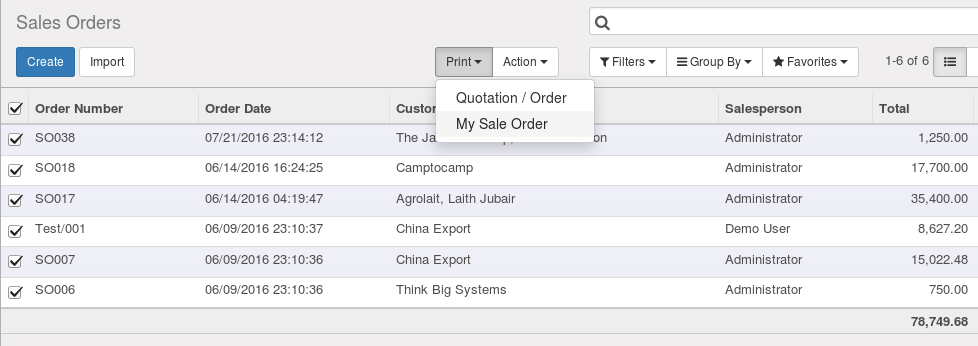 Sales Orders
Create Import Print Action Filters Group By Favorites 1-6 of 6
Quotation / Order
My Sale Order
Order Number Order Date Salesperson Total
SO038 07/21/2016 23:14:12 The Administrator 1,250.00
SO018 06/14/2016 16:24:25 Camptocamp Administrator 17,700.00
SO017 06/14/2016 04:19:47 Agrolait, Laith Jubair Administrator 35,400.00
Test/001 06/09/2016 23:10:37 China Export Demo User 8,627.20
SO007 06/09/2016 23:10:36 China Export Administrator 15,022.48
SO006 06/09/2016 23:10:36 Think Big Systems Administrator 750.00
78,749.68